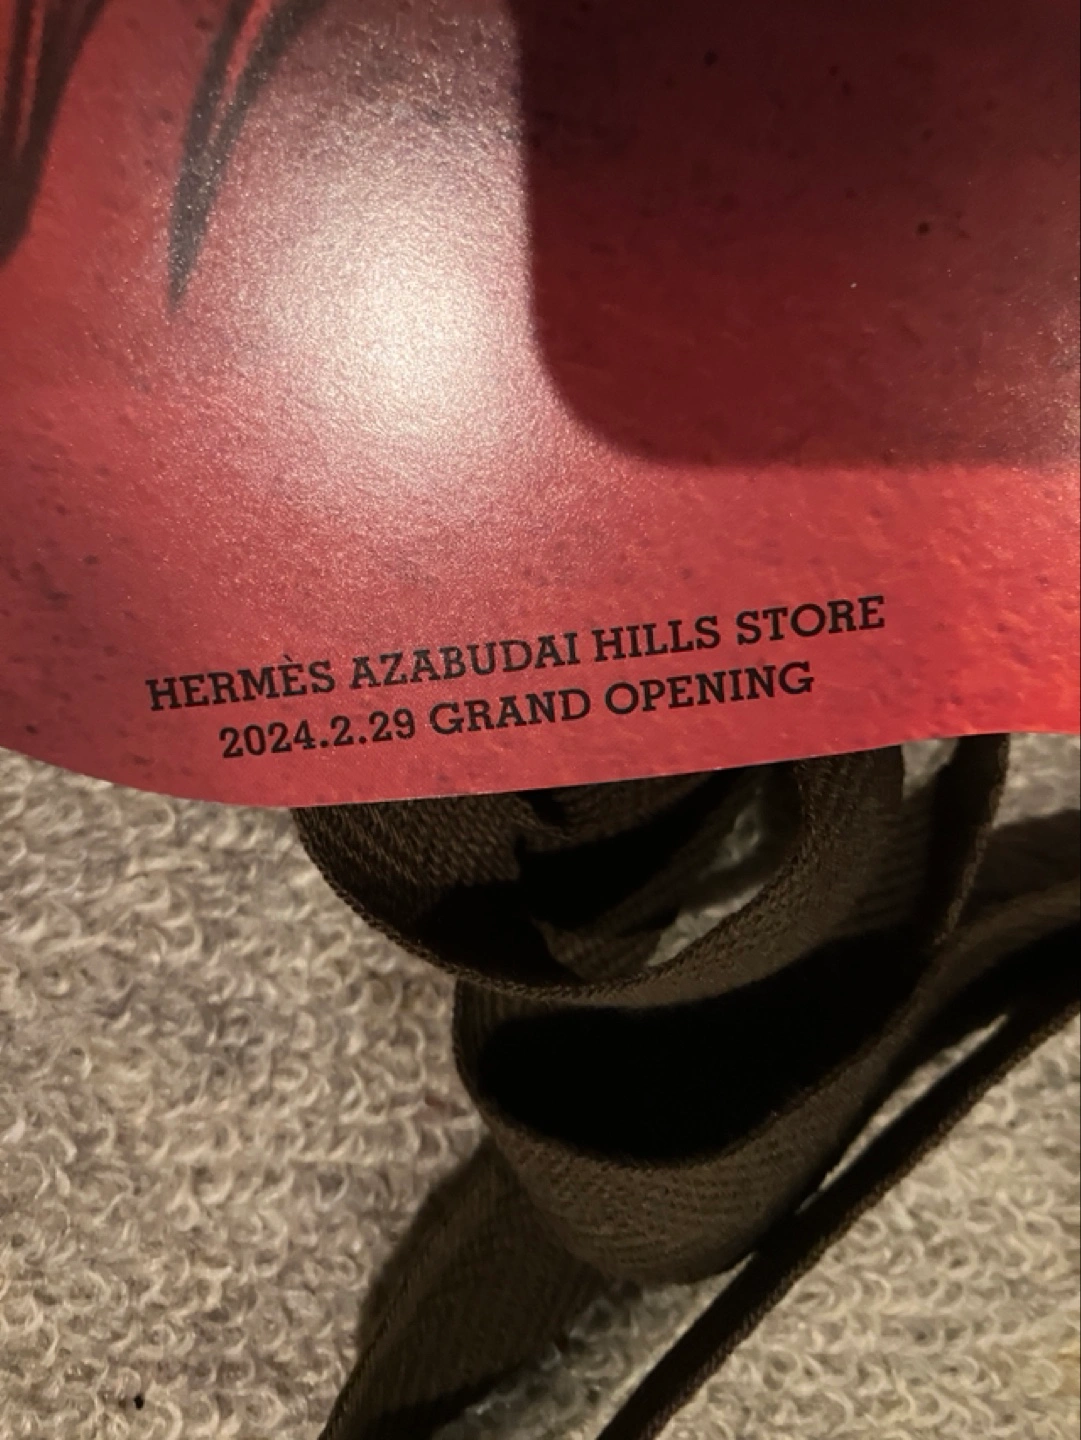 HERMÈS AZABUDAI HILLS STORE
2024.2.29 GRAND OPENING